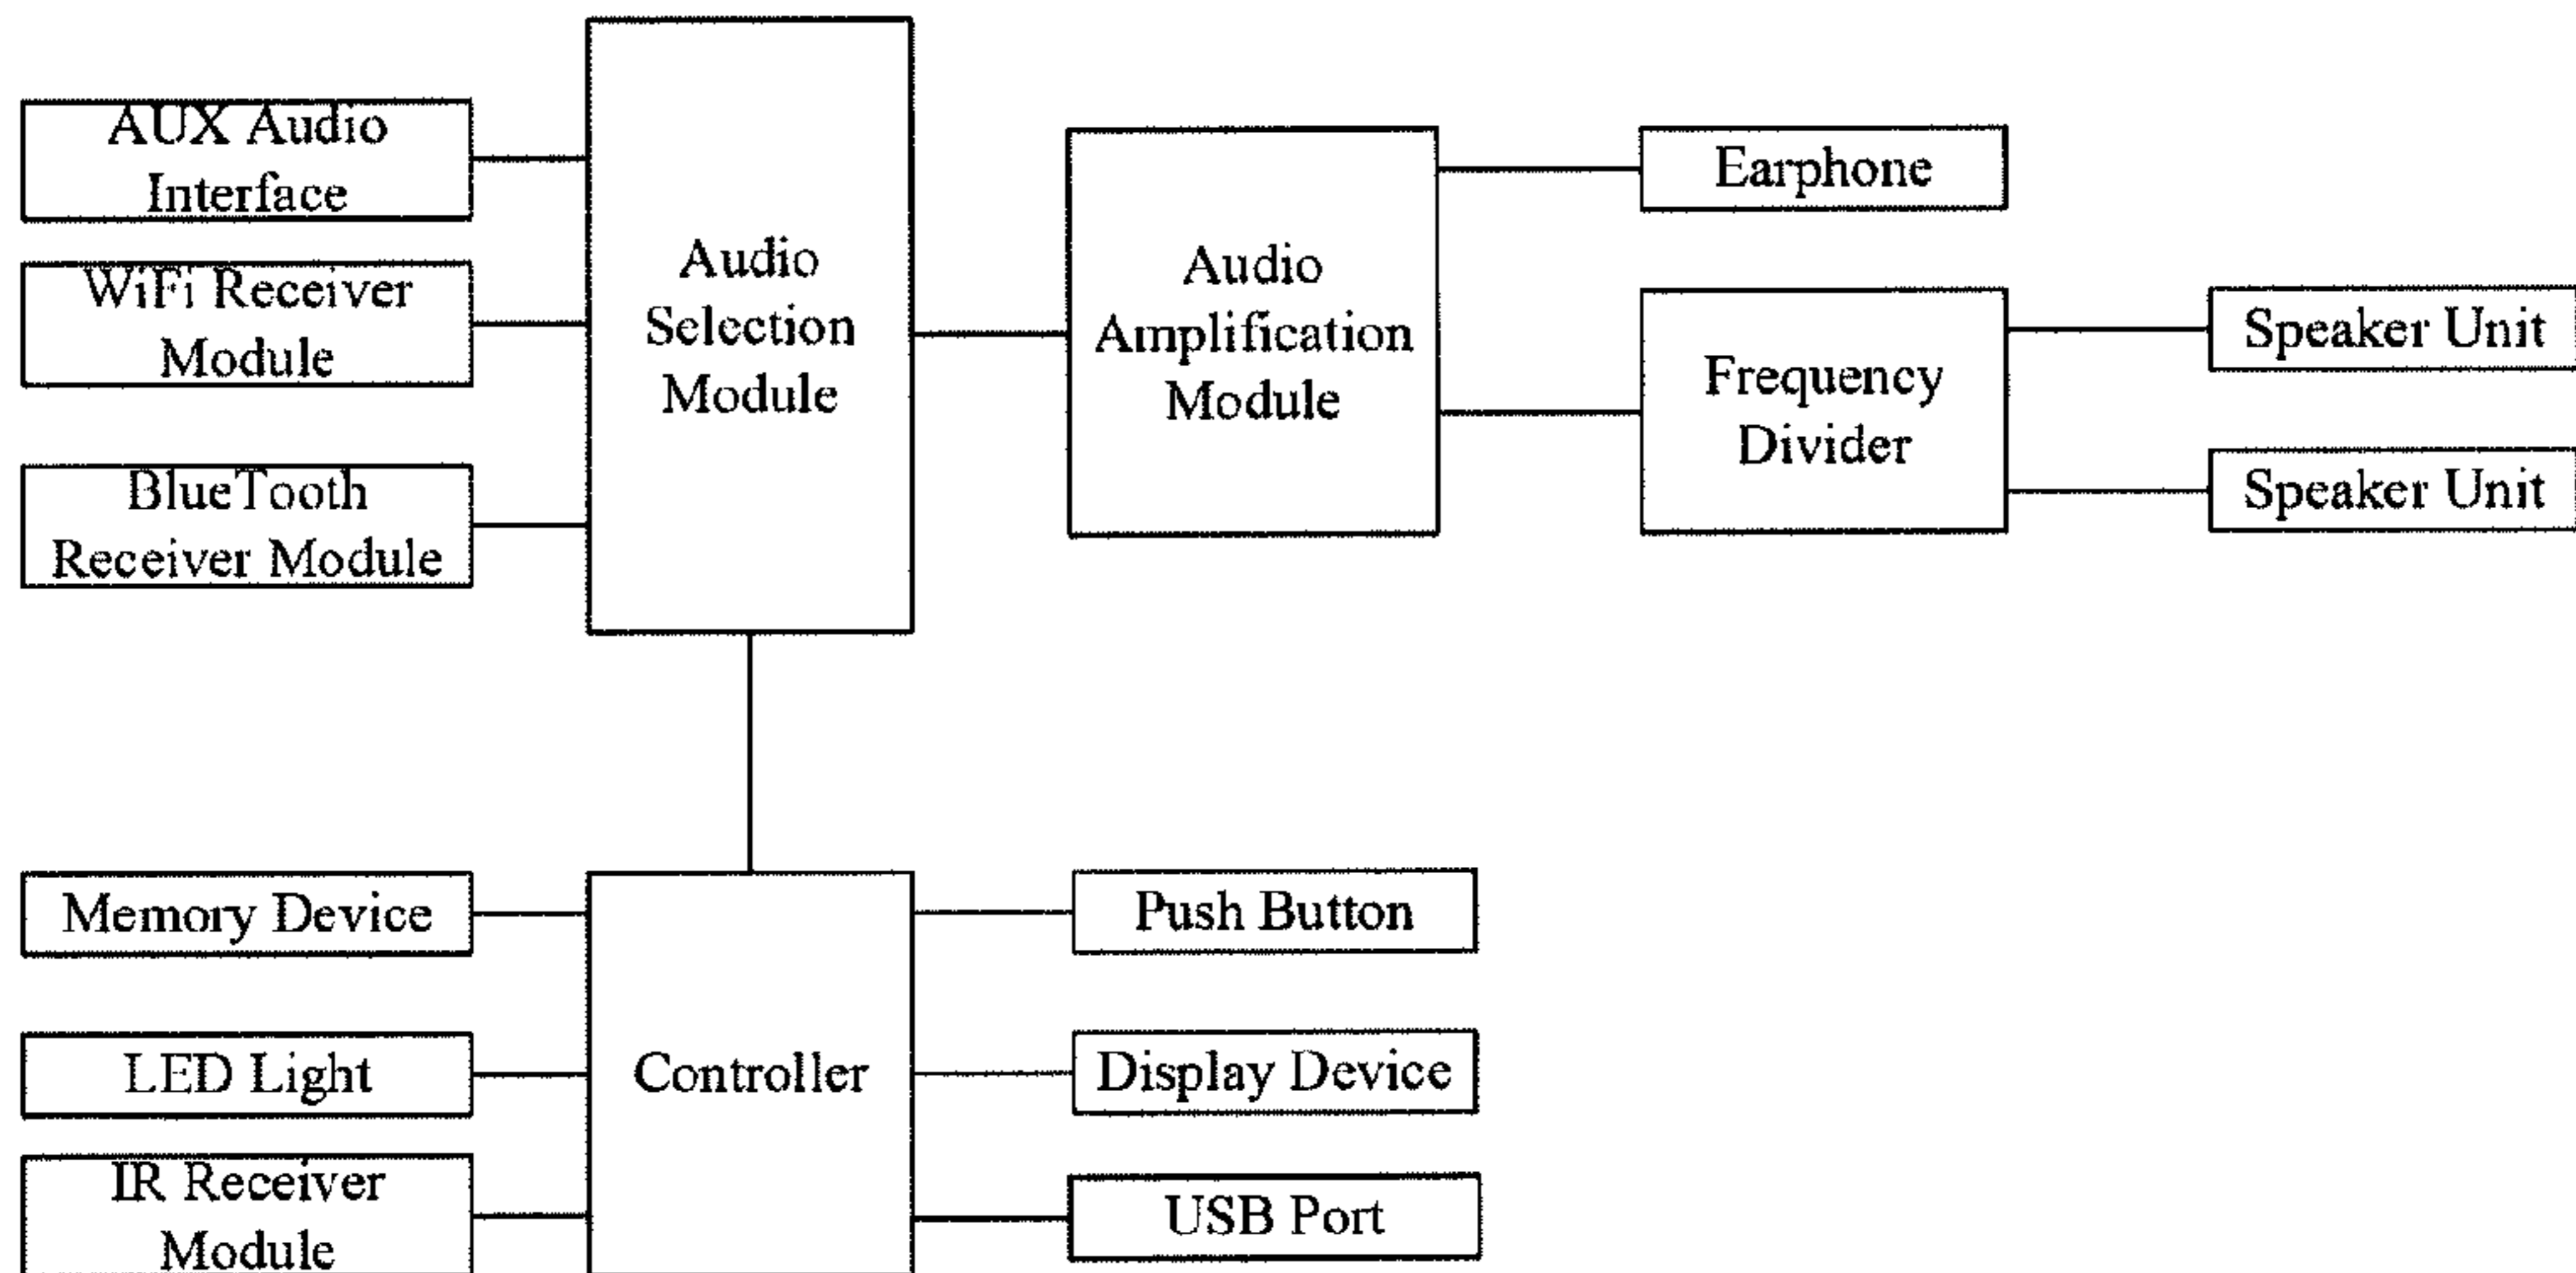 AUX Audio
Interface
WiFi Receiver
Module
BlueTooth
Receiver Module
Audio
Selection
Module
Audio
Amplification
Module
Earphone
Frequency
Divider
Speaker Unit
Speaker Unit
Memory Device
LED Light
IR Receiver
Module
Controller
Push Button
Display Device
USB Port